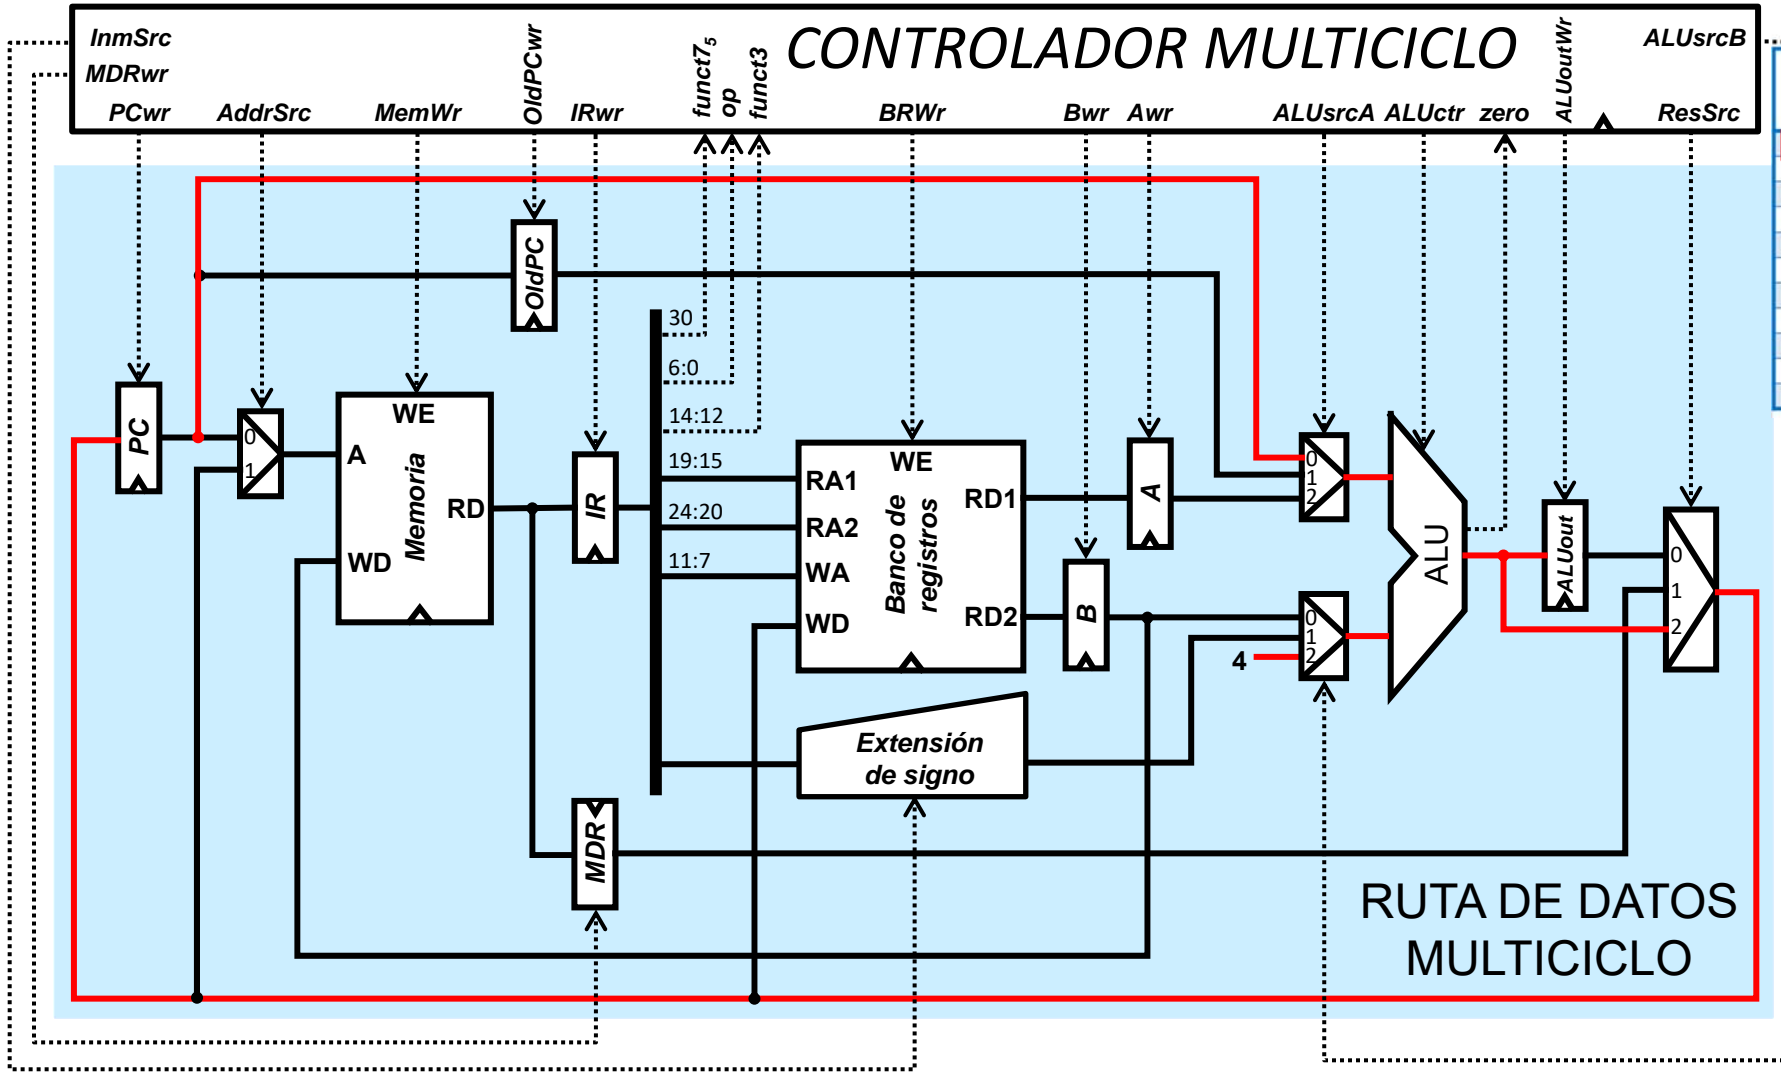 CONTROLADOR MULTICICLO
InmSrc
ALUsrcB
MDRwr
PCwr
AddrSrc
MemWr
OldPCwr
IRwr
funct7₅
op
funct3
BRWr
Bwr
Awr
ALUsrcA
ALUctr
zero
ALUoutWr
ResSrc
OldPC
30
6:0
14:12
19:15
24:20
11:7
PC
0
1
WE
A
Memoria
RD
WD
IR
WE
RA1
RA2
WA
WD
Banco de
registros
RD1
RD2
A
B
0
1
2
0
1
2
4
ALU
ALUout
0
1
2
Extensión
de signo
MDR
RUTA DE DATOS
MULTICICLO